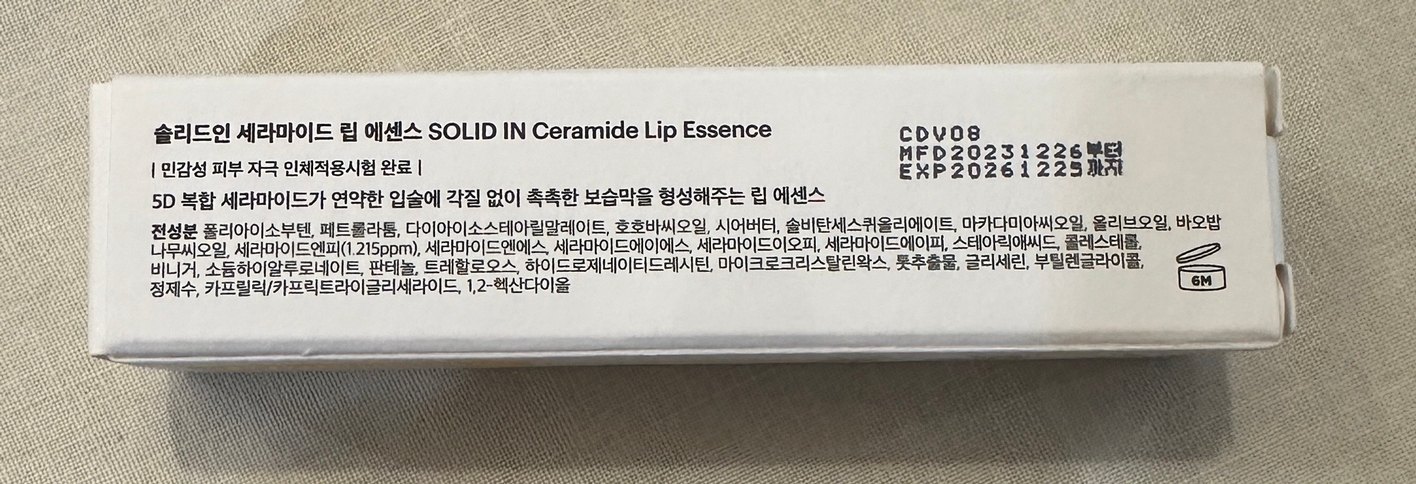 솔리드인 세라마이드 립 에센스 SOLID IN Ceramide Lip Essence
| 민감성 피부 자극 인체적용시험 완료 |
5D 복합 세라마이드가 연약한 입술에 각질 없이 촉촉한 보습막을 형성해주는 립 에센스
전성분 폴리아이소부텐, 페트롤라툼, 다이아이소스테아릴말레이트, 호호바씨오일, 시어버터, 솔비탄세스퀴올리에이트, 마카다미아씨오일, 올리브오일, 바오밥
나무씨오일, 세라마이드엔피(1.215ppm), 세라마이드엔에스, 세라마이드에이에스, 세라마이드이오피, 세라마이드에이피, 스테아릭애씨드, 콜레스테롤,
비니거, 소듐하이알루로네이트, 판테놀, 트레할로오스, 하이드로제네이티드레시틴, 마이크로크리스탈린왁스, 톳추출물, 글리세린, 부틸렌글라이콜,
정제수, 카프릴릭/카프릭트라이글리세라이드, 1,2-헥산다이올
CDV08
MFD20231226부터
EXP20261225까지
6M